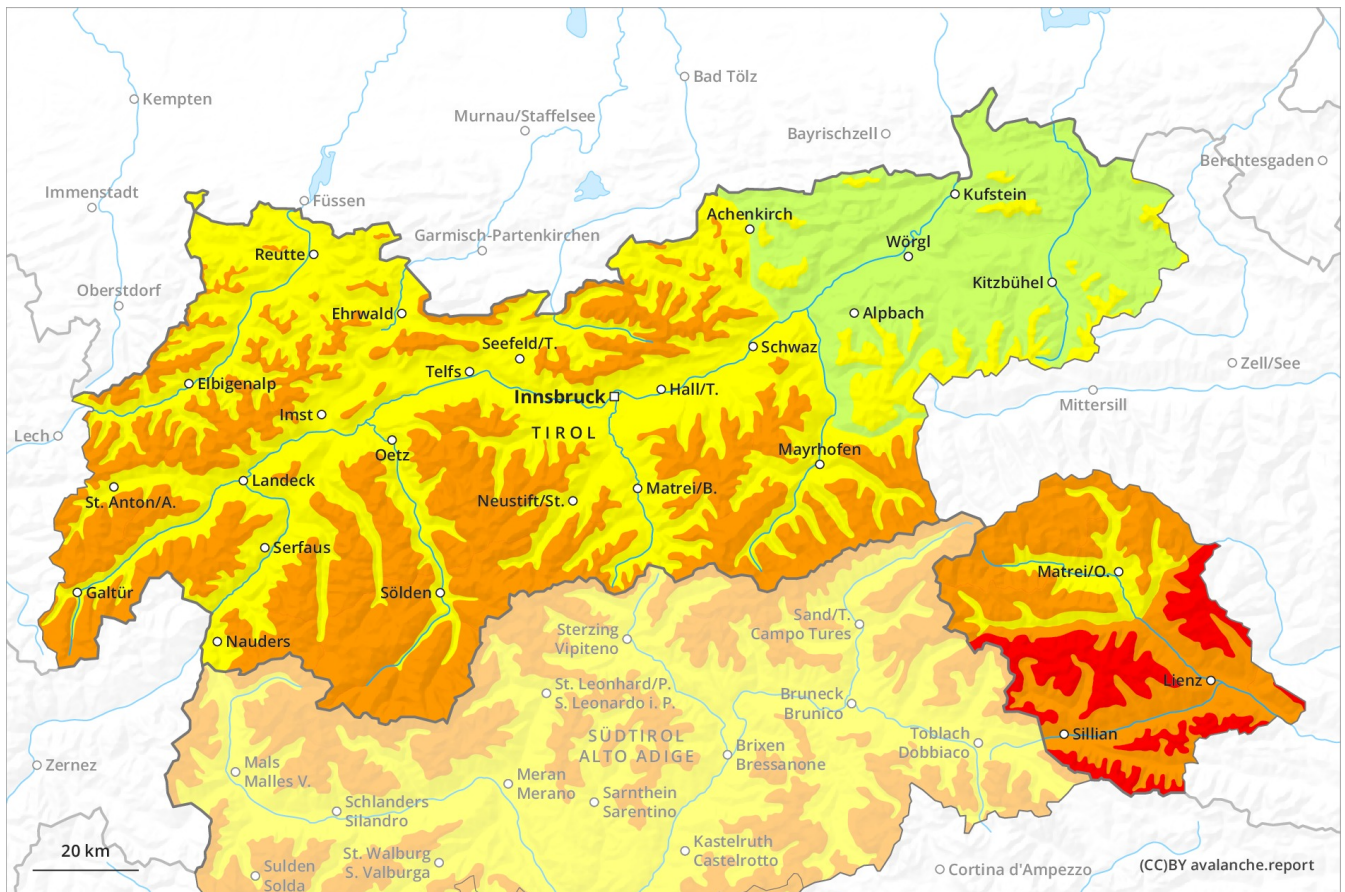 Kempten
Bad Tölz
Murnau/Staffelsee
Bayrischzell
Berchtesgaden
Immenstadt
Füssen
Kufstein
Achenkirch
Garmisch-Partenkirchen
Wörgl
Reutte
Kitzbühel
Oberstdorf
Ehrwald
Alpbach
Seefeld/T.
Schwaz
Zell/See
Telfs
Elbigenalp
Hall/T.
Innsbruck
Mittersill
Imst
TIROL
Lech
Oetz
Mayrhofen
Landeck
Matrei/B.
St. Anton/A.
Neustift/St.
Serfaus
Matrei/O.
Galtür
Sölden
Sand/T.
Campo Tures
Sterzing
Vipiteno
Nauders
Lienz
St. Leonhard/P.
S. Leonardo i. P.
Bruneck
Brunico
SÜDTIROL
ALTO ADIGE
Toblach
Dobbiaco
Sillian
Brixen
Bressanone
Zernez
Mals
Malles V.
Meran
Merano
Sarnthein
Sarentino
Schlanders
Silandro
20 km
St. Walburg
S. Valburga
Kastelruth
Castelrotto
Cortina d'Ampezzo
(CC)BY avalanche.report
Sulden
Solda